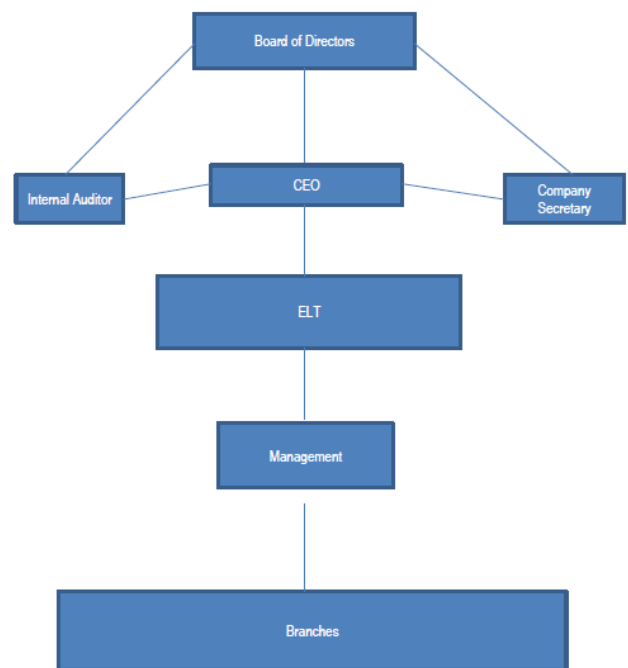 Board of Directors
Internal Auditor
CEO
Company
Secretary
ELT
Management
Branches